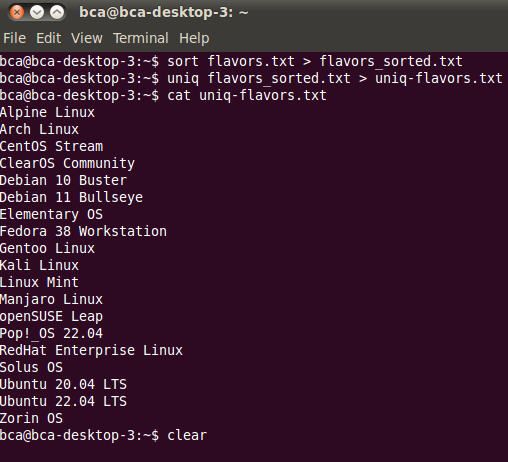 bca@bca-desktop-3: ~
File Edit View Terminal Help
bca@bca-desktop-3:~$ sort flavors.txt > flavors_sorted.txt
bca@bca-desktop-3:~$ uniq flavors_sorted.txt > uniq-flavors.txt
bca@bca-desktop-3:~$ cat uniq-flavors.txt
Alpine Linux
Arch Linux
CentOS Stream
ClearOS Community
Debian 10 Buster
Debian 11 Bullseye
Elementary OS
Fedora 38 Workstation
Gentoo Linux
Kali Linux
Linux Mint
Manjaro Linux
openSUSE Leap
Pop!_OS 22.04
RedHat Enterprise Linux
Solus OS
Ubuntu 20.04 LTS
Ubuntu 22.04 LTS
Zorin OS
bca@bca-desktop-3:~$ clear